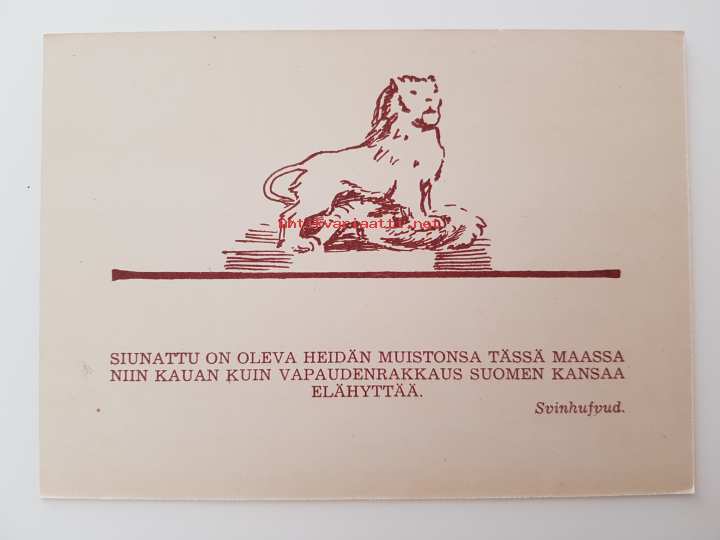 SIUNATTU ON OLEVA HEIDÄN MUISTONSA TÄSSÄ MAASSA
NIIN KAUAN KUIN VAPAUDENRAKKAUS SUOMEN KANSAA
ELÄHYTTÄÄ.
Svinhufvud.